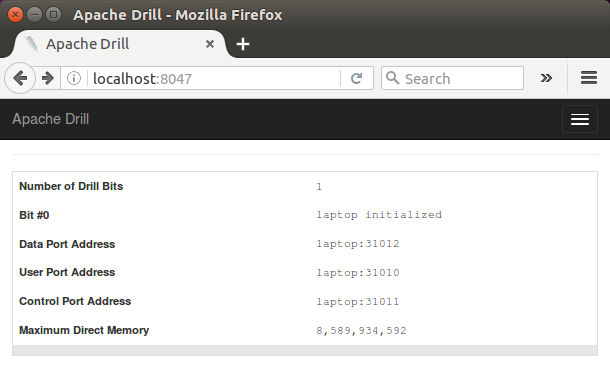 Apache Drill - Mozilla Firefox
Apache Drill
localhost:8047
Search
Apache Drill
Number of Drill Bits 1
Bit #0 laptop initialized
Data Port Address laptop:31012
User Port Address laptop:31010
Control Port Address laptop:31011
Maximum Direct Memory 8,589,934,592